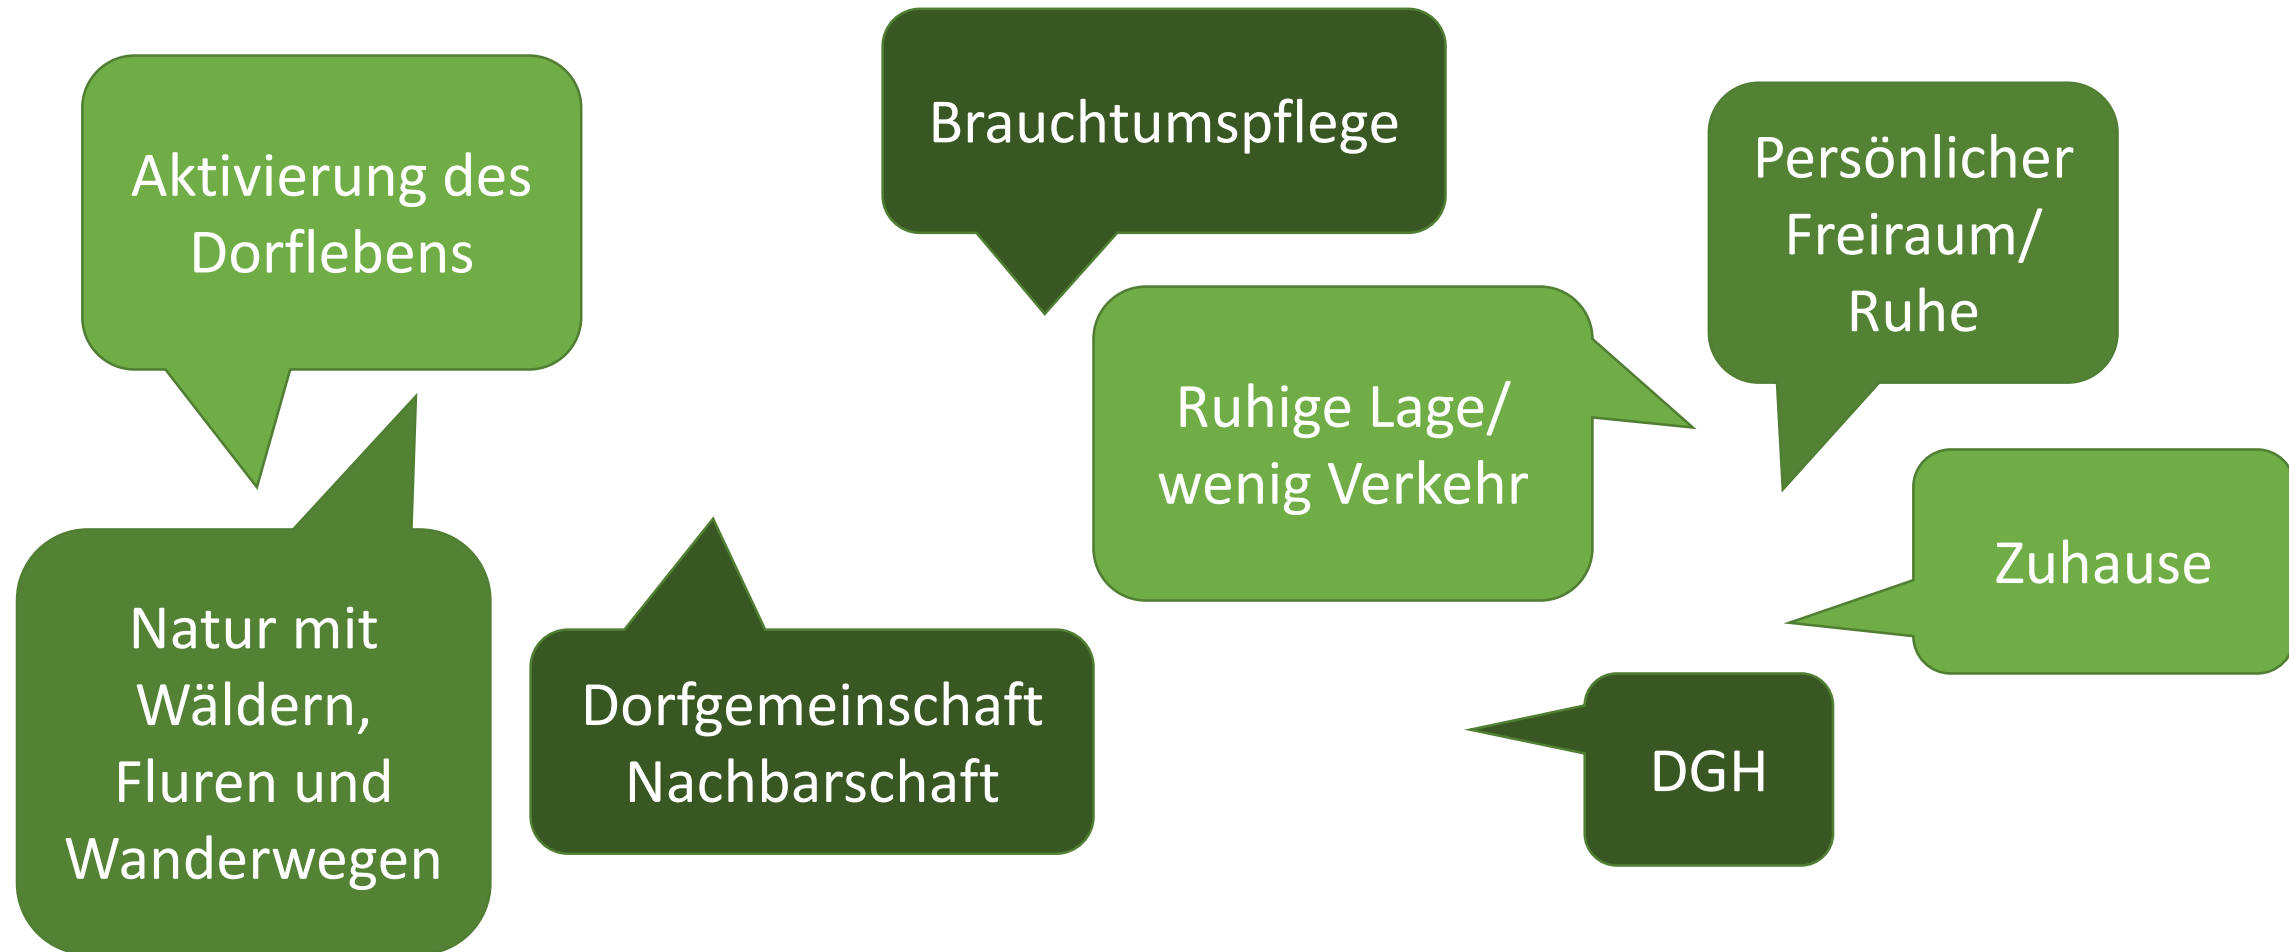 Aktivierung des
Dorflebens
Brauchtumspflege
Persönlicher
Freiraum/
Ruhe
Ruhige Lage/
wenig Verkehr
Zuhause
Natur mit
Wäldern,
Fluren und
Wanderwegen
Dorfgemeinschaft
Nachbarschaft
DGH